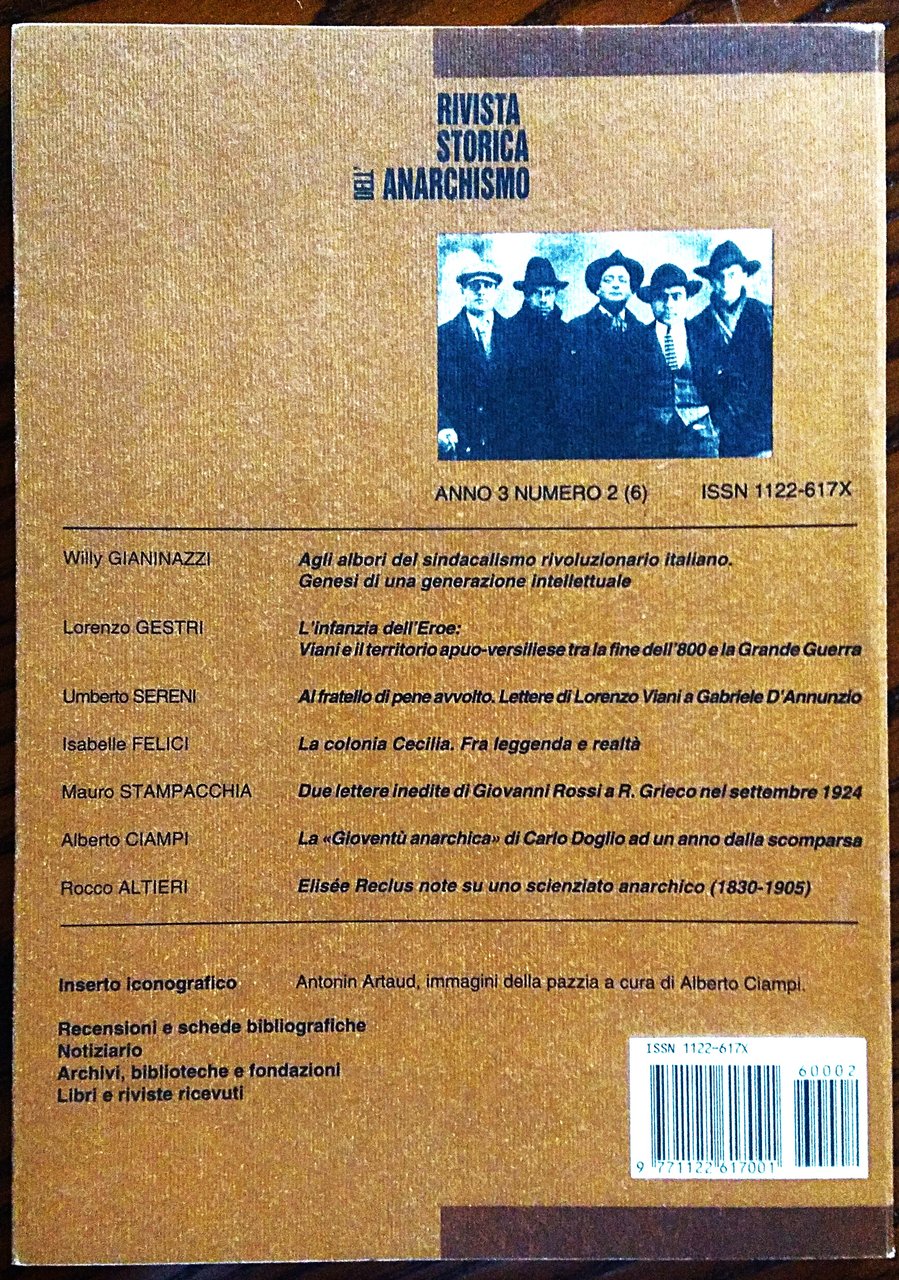 RIVISTA
STORICA
DELL' ANARCHISMO
ANNO 3 NUMERO 2 (6) ISSN 1122-617X
Willy GIANINAZZI Agli albori del sindacalismo rivoluzionario italiano.
Genesi di una generazione intellettuale
Lorenzo GESTRI L'infanzia dell'Eroe:
Viani e il territorio apuo-versiliese tra la fine dell'800 e la Grande Guerra
Umberto SERENI Al fratello di pene avvolto. Lettere di Lorenzo Viani a Gabriele D'Annunzio
Isabelle FELICI La colonia Cecilia. Fra leggenda e realtà
Mauro STAMPACCHIA Due lettere inedite di Giovanni Rossi a R. Grieco nel settembre 1924
Alberto CIAMPI La «Gioventù anarchica» di Carlo Doglio ad un anno dalla scomparsa
Rocco ALTIERI Elisée Reclus note su uno scienziato anarchico (1830-1905)
Inserto iconografico Antonin Artaud, immagini della pazzia a cura di Alberto Ciampi.
Recensioni e schede bibliografiche
Notiziario
Archivi, biblioteche e fondazioni
Libri e riviste ricevuti
ISSN 1122-617X
60002
9 771122 617001